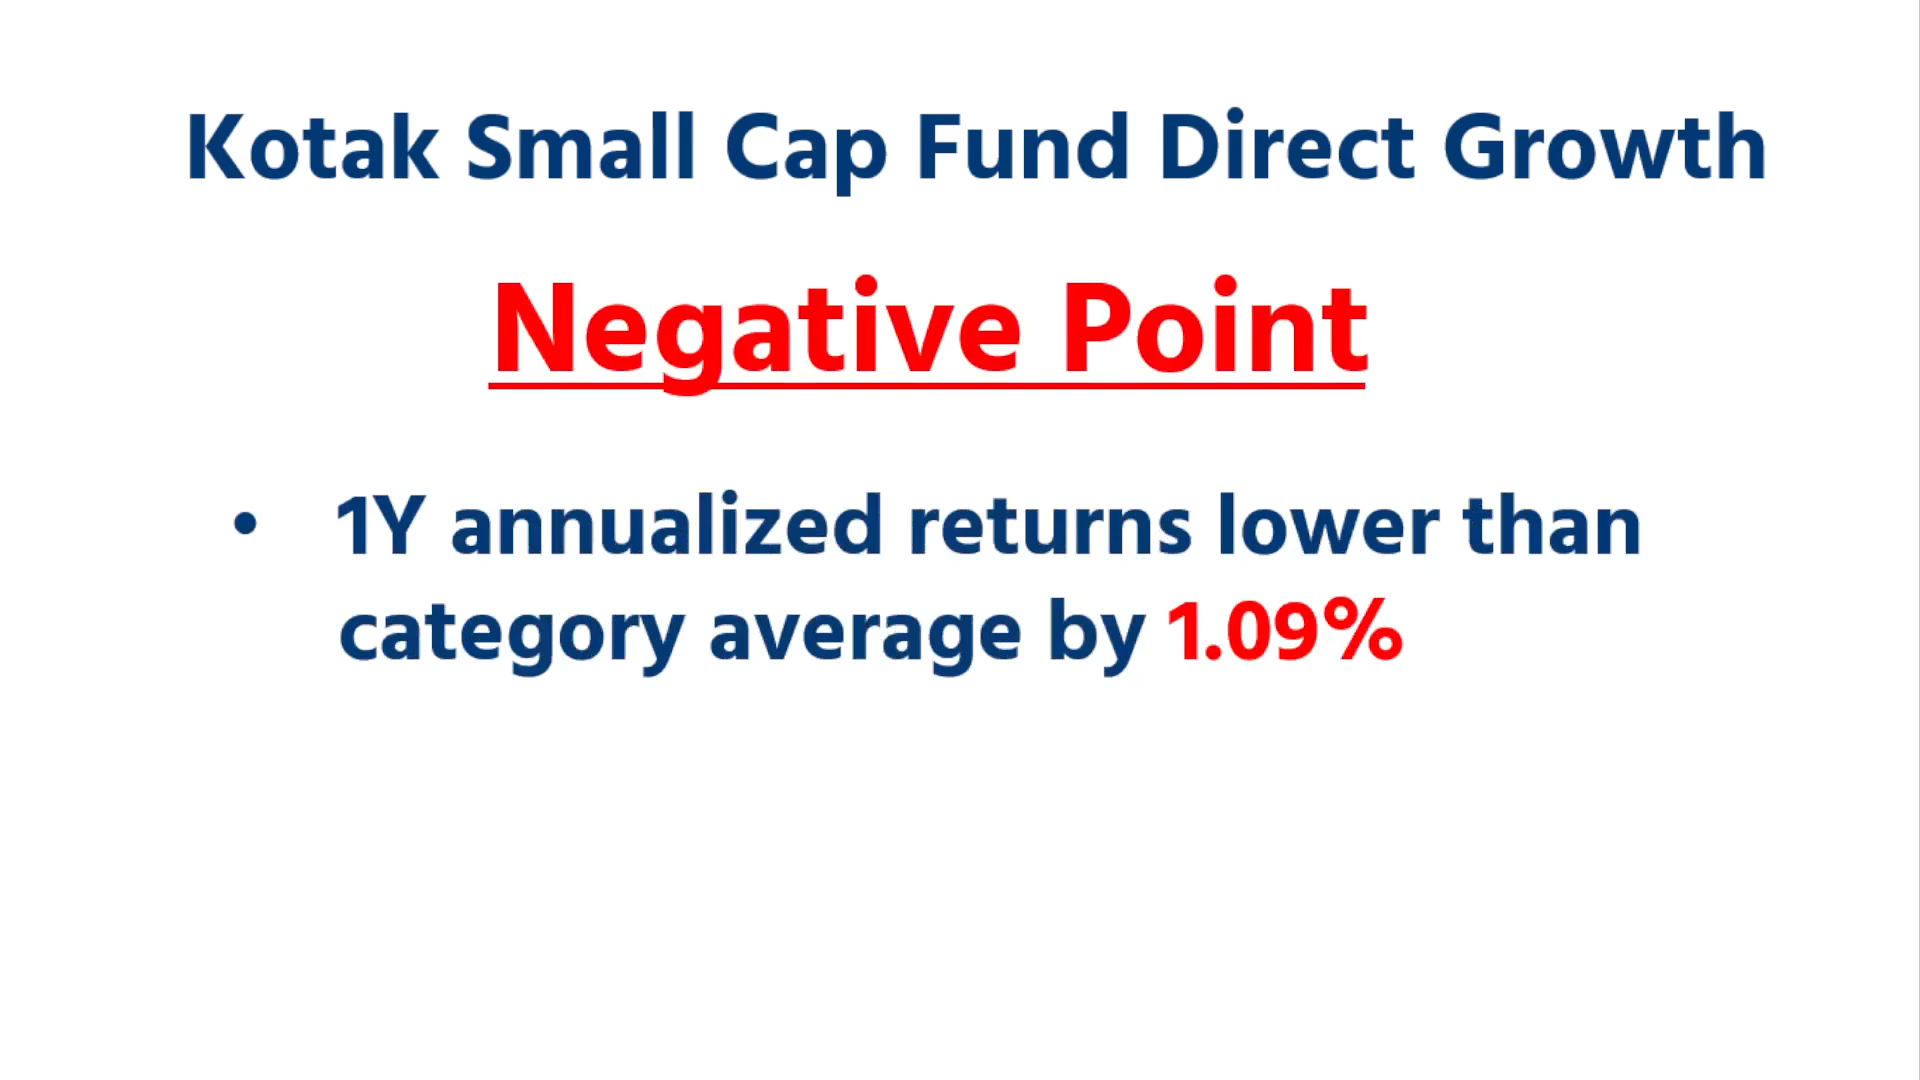 Kotak Small Cap Fund Direct Growth
Negative Point
• 1Y annualized returns lower than
category average by 1.09%